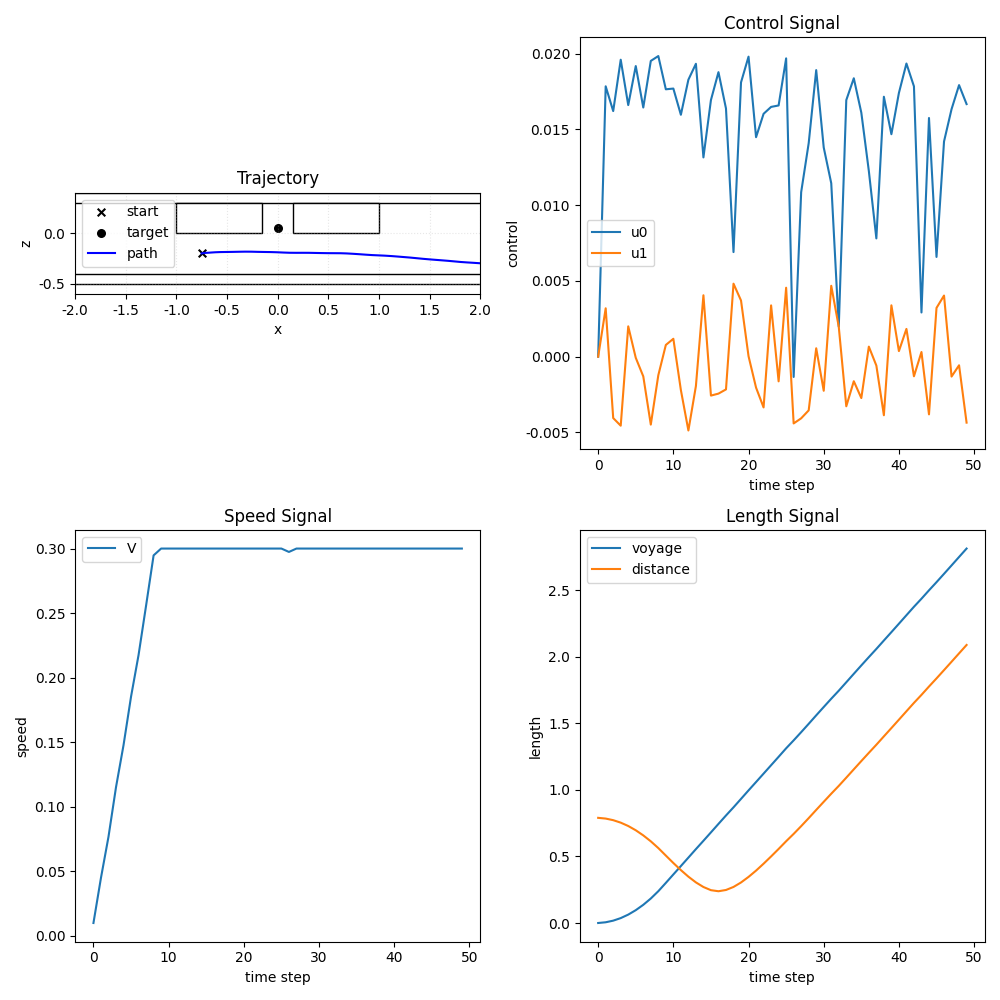 Trajectory
start
target
path
z
0.0
-0.5
-2.0 -1.5 -1.0 -0.5 0.0 0.5 1.0 1.5 2.0
x
Control Signal
control
0.020
0.015
0.010
0.005
0.000
-0.005
u0
u1
0 10 20 30 40 50
time step
Speed Signal
V
speed
0.30
0.25
0.20
0.15
0.10
0.05
0.00
0 10 20 30 40 50
time step
Length Signal
voyage
distance
length
2.5
2.0
1.5
1.0
0.5
0.0
0 10 20 30 40 50
time step